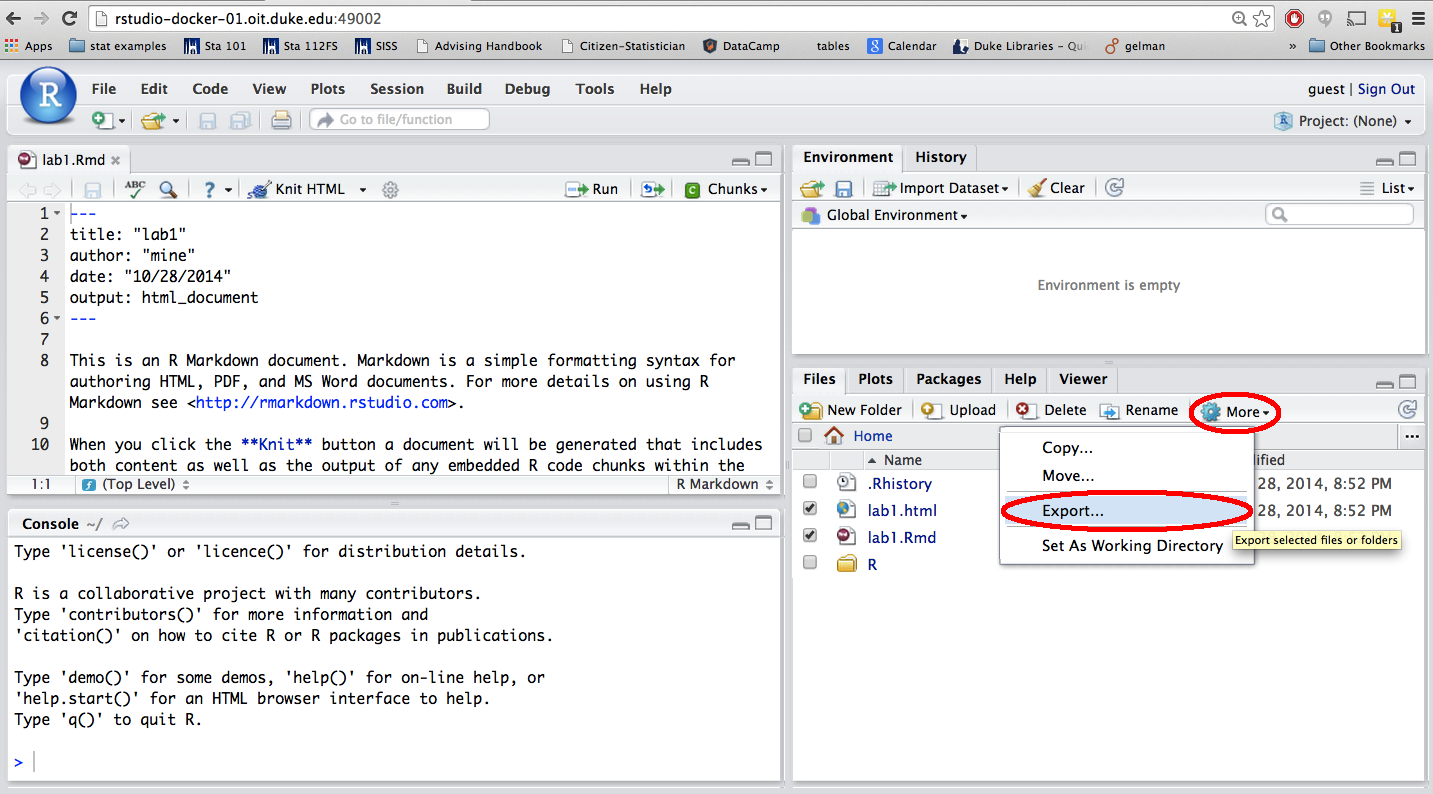 rstudio-docker-01.oit.duke.edu:49002
1
Apps stat examples Sta 101 Sta 112FS SISS Advising Handbook Citizen-Statistician DataCamp tables Calendar Duke Libraries - Qui gelman » Other Bookmarks
R File Edit Code View Plots Session Build Debug Tools Help guest | Sign Out
Go to file/function Project: (None)
lab1.Rmd
ABC ? Knit HTML Run C Chunks
1 ---
2 title: "lab1"
3 author: "mine"
4 date: "10/28/2014"
5 output: html_document
6 ---
7
8 This is an R Markdown document. Markdown is a simple formatting syntax for
authoring HTML, PDF, and MS Word documents. For more details on using R
Markdown see <http://rmarkdown.rstudio.com>.
9
10 When you click the **Knit** button a document will be generated that includes
both content as well as the output of any embedded R code chunks within the
1:1 (Top Level) R Markdown
Console ~/
Type 'license()' or 'licence()' for distribution details.
R is a collaborative project with many contributors.
Type 'contributors()' for more information and
'citation()' on how to cite R or R packages in publications.
Type 'demo()' for some demos, 'help()' for on-line help, or
'help.start()' for an HTML browser interface to help.
Type 'q()' to quit R.
>
Environment History
Import Dataset Clear List
Global Environment
Environment is empty
Files Plots Packages Help Viewer
New Folder Upload Delete Rename More
Home ...
Name ified
.Rhistory 28, 2014, 8:52 PM
lab1.html 28, 2014, 8:52 PM
lab1.Rmd
R
Copy...
Move...
Export...
Set As Working Directory
Export selected files or folders